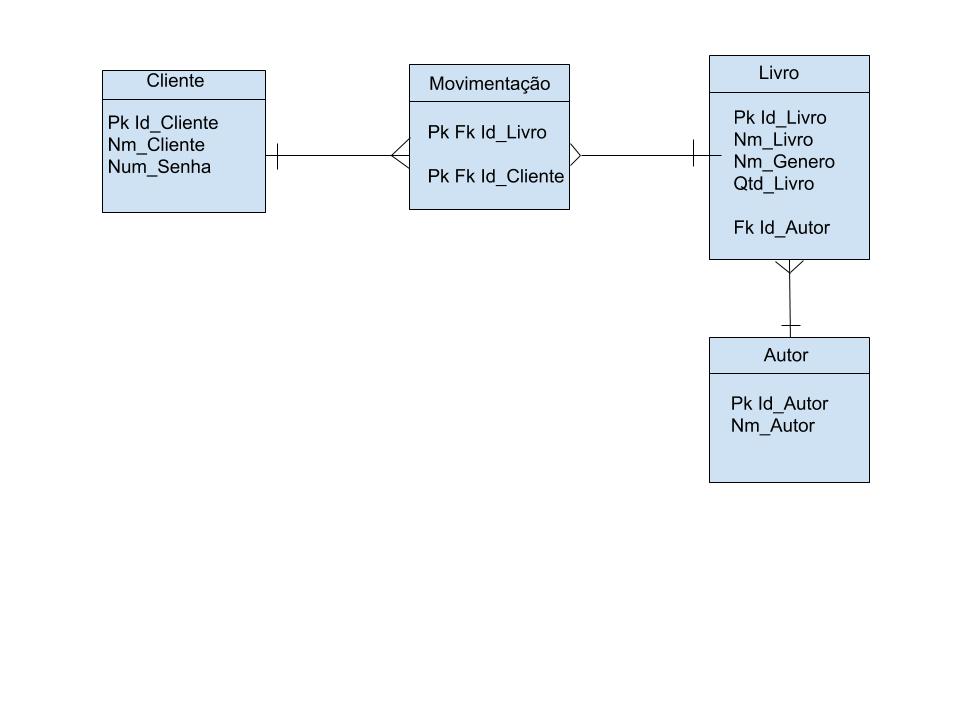 Cliente
Pk Id_Cliente
Nm_Cliente
Num_Senha
Movimentação
Pk Fk Id_Livro
Pk Fk Id_Cliente
Livro
Pk Id_Livro
Nm_Livro
Nm_Genero
Qtd_Livro
Fk Id_Autor
Autor
Pk Id_Autor
Nm_Autor